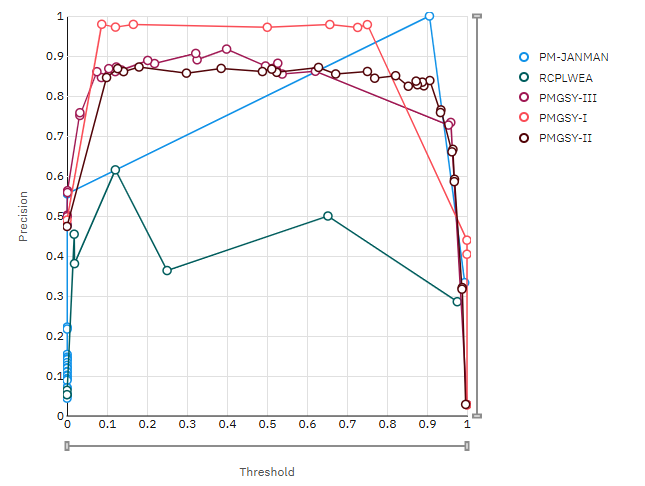 1
0.9
0.8
0.7
0.6
0.5
0.4
0.3
0.2
0.1
0
Precision
0 0.1 0.2 0.3 0.4 0.5 0.6 0.7 0.8 0.9 1
Threshold
PM-JANMAN
RCPLWEA
PMGSY-III
PMGSY-I
PMGSY-II